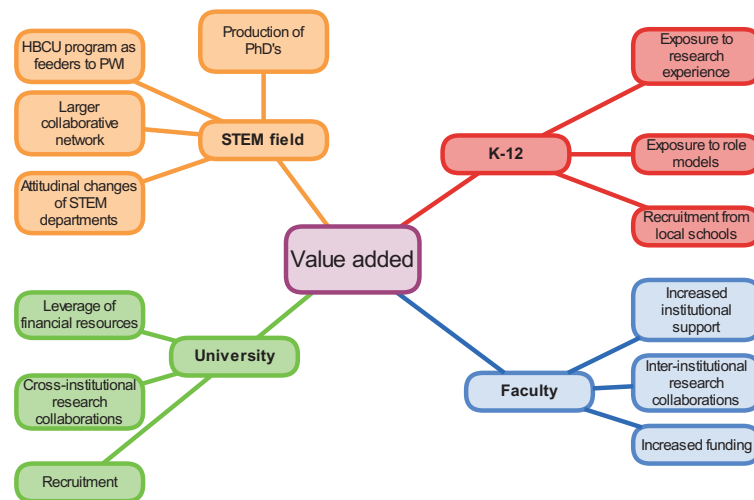 Production of
PhD's
HBCU program as
feeders to PWI
Larger
collaborative
network
Attitudinal changes
of STEM
departments
STEM field
Exposure to
research
experience
Exposure to role
models
Recruitment from
local schools
K-12
Value added
Leverage of
financial resources
Cross-institutional
research
collaborations
Recruitment
University
Increased
institutional
support
Inter-institutional
research
collaborations
Increased funding
Faculty